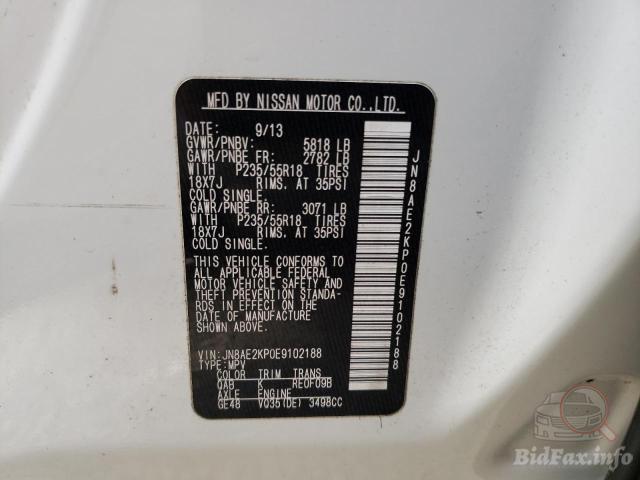 MFD BY NISSAN MOTOR CO.,LTD.
DATE: 9/13
GVWR/PNBV: 5818 LB
GAWR/PNBE FR: 2782 LB
WITH P235/55R18 TIRES
18X7J RIMS. AT 35PSI
COLD SINGLE.
GAWR/PNBE RR: 3071 LB
WITH P235/55R18 TIRES
18X7J RIMS. AT 35PSI
COLD SINGLE.
THIS VEHICLE CONFORMS TO
ALL APPLICABLE FEDERAL
MOTOR VEHICLE SAFETY AND
THEFT PREVENTION STANDA-
RDS IN EFFECT ON THE
DATE OF MANUFACTURE
SHOWN ABOVE.
VIN: JN8AE2KP0E9102188
TYPE: MPV
COLOR TRIM TRANS
QAB K RE0F09B
AXLE ENGINE
GE48 VQ35(DE) 3498CC
JN8AE2KP0E9102188
BidFax.info